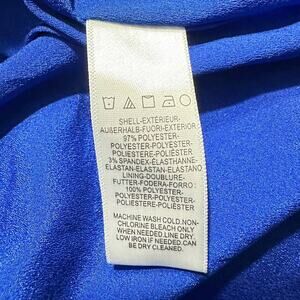 SHELL-EXTÉRIEUR-
AUßERHALB-FUORI-EXTERIOR
97% POLYESTER-
POLYESTER-POLYESTER-
POLIESTERE-POLIÉSTER
3% SPANDEX-ÉLASTHANNE-
ELASTAN-ELASTAN-ELASTANO
LINING-DOUBLURE-
FUTTER-FODERA-FORRO :
100% POLYESTER-
POLYESTER-POLYESTER-
POLIESTERE-POLIÉSTER
MACHINE WASH COLD.NON-
CHLORINE BLEACH ONLY
WHEN NEEDED.LINE DRY.
LOW IRON IF NEEDED.CAN
BE DRY CLEANED.